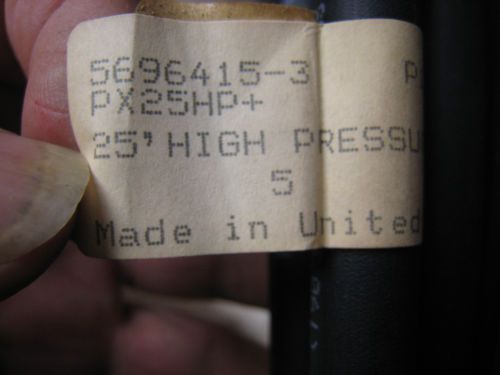 5696415-3
PX25HP+
25' HIGH PRESSU
5
Made in United